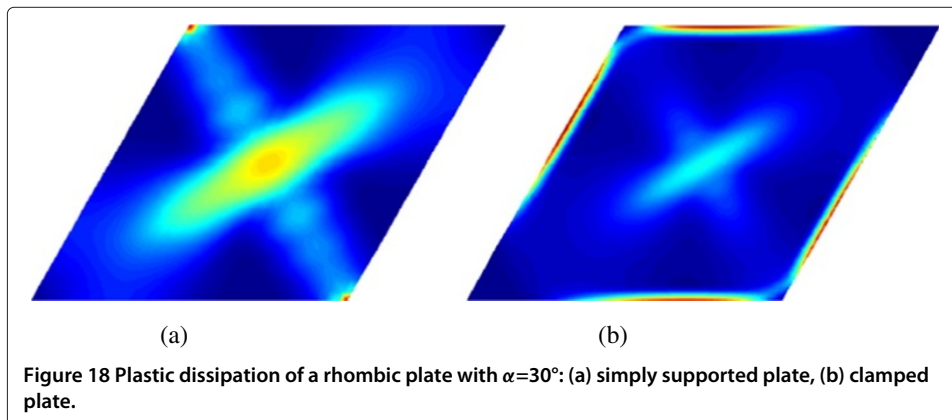 (a)
(b)
Figure 18 Plastic dissipation of a rhombic plate with α=30°: (a) simply supported plate, (b) clamped
plate.